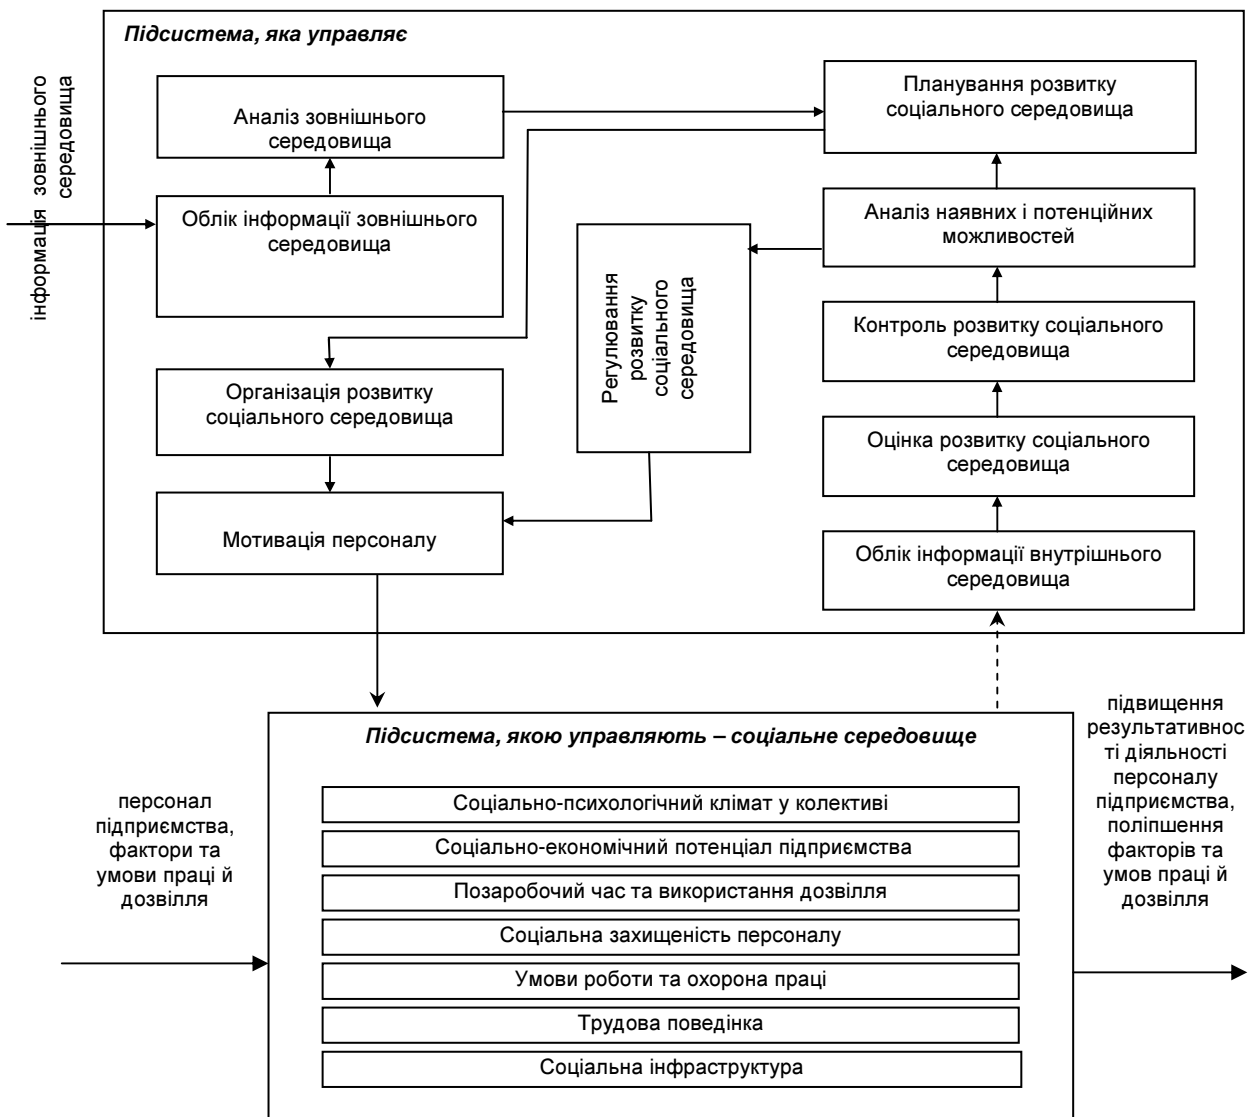 Підсистема, яка управляє
інформація зовнішнього
середовища
Аналіз зовнішнього
середовища
Облік інформації зовнішнього
середовища
Організація розвитку
соціального середовища
Мотивація персоналу
Регулювання
розвитку
соціального
середовища
Планування розвитку
соціального середовища
Аналіз наявних і потенційних
можливостей
Контроль розвитку соціального
середовища
Оцінка розвитку соціального
середовища
Облік інформації внутрішнього
середовища
Підсистема, якою управляють – соціальне середовище
персонал
підприємства,
фактори та
умови праці й
дозвілля
Соціально-психологічний клімат у колективі
Соціально-економічний потенціал підприємства
Позаробочий час та використання дозвілля
Соціальна захищеність персоналу
Умови роботи та охорона праці
Трудова поведінка
Соціальна інфраструктура
підвищення
результативнос
ті діяльності
персоналу
підприємства,
поліпшення
факторів та
умов праці й
дозвілля